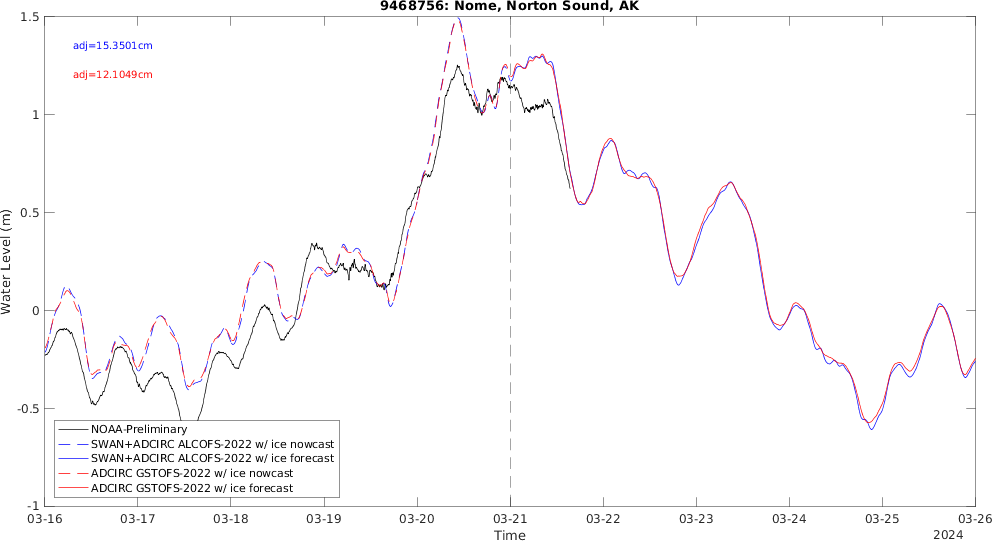 9468756: Nome, Norton Sound, AK
adj=15.3501cm
adj=12.1049cm
Water Level (m)
1.5
1
0.5
0
-0.5
-1
NOAA-Preliminary
SWAN+ADCIRC ALCOFS-2022 w/ ice nowcast
SWAN+ADCIRC ALCOFS-2022 w/ ice forecast
ADCIRC GSTOFS-2022 w/ ice nowcast
ADCIRC GSTOFS-2022 w/ ice forecast
03-16 03-17 03-18 03-19 03-20 03-21 03-22 03-23 03-24 03-25 03-26
Time
2024